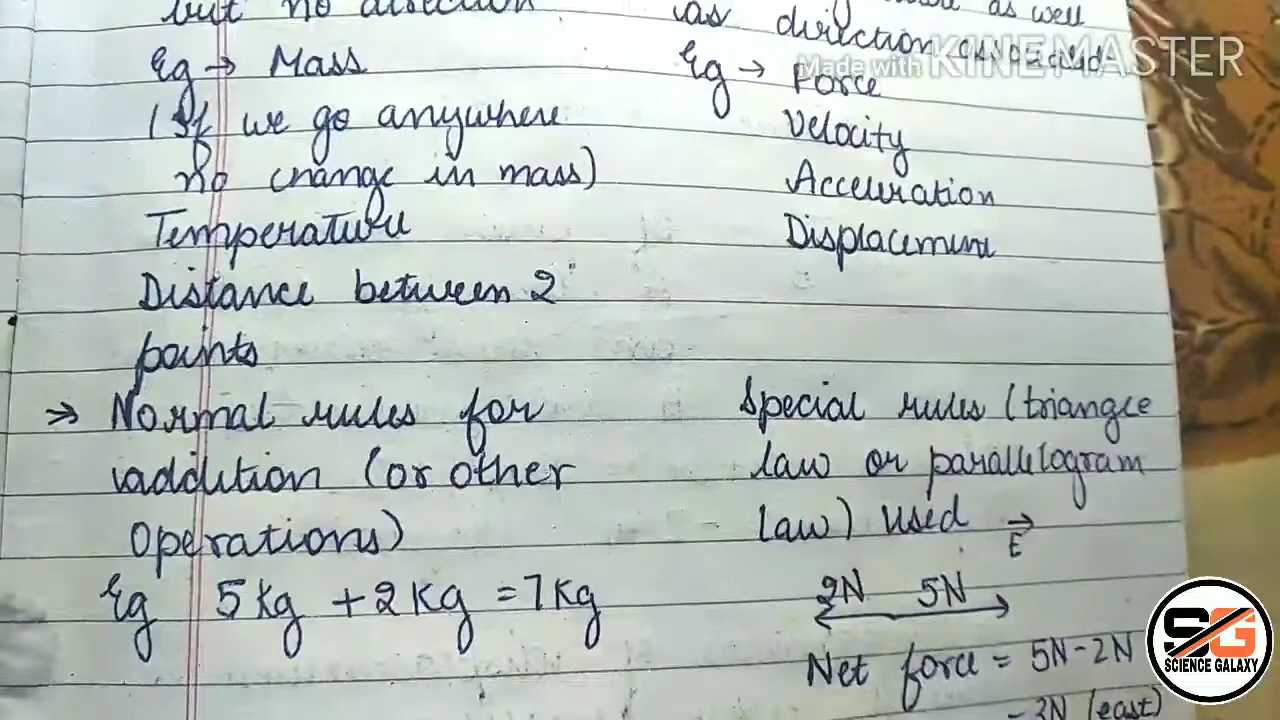 but no direction
Eg → Mass
(If we go anywhere
no change in mass)
Temperature
Distance between 2
points
⇒ Normal rules for
addition (or other
operations)
Eg 5kg + 2kg = 7kg
as well
as direction associated
Eg → Force
Velocity
Acceleration
Displacement
Special rules (triangle
law or parallelogram
law) used
E
2N 5N
Net force = 5N - 2N
= 3N (east)
Made with KINEMASTER
SG
SCIENCE GALAXY